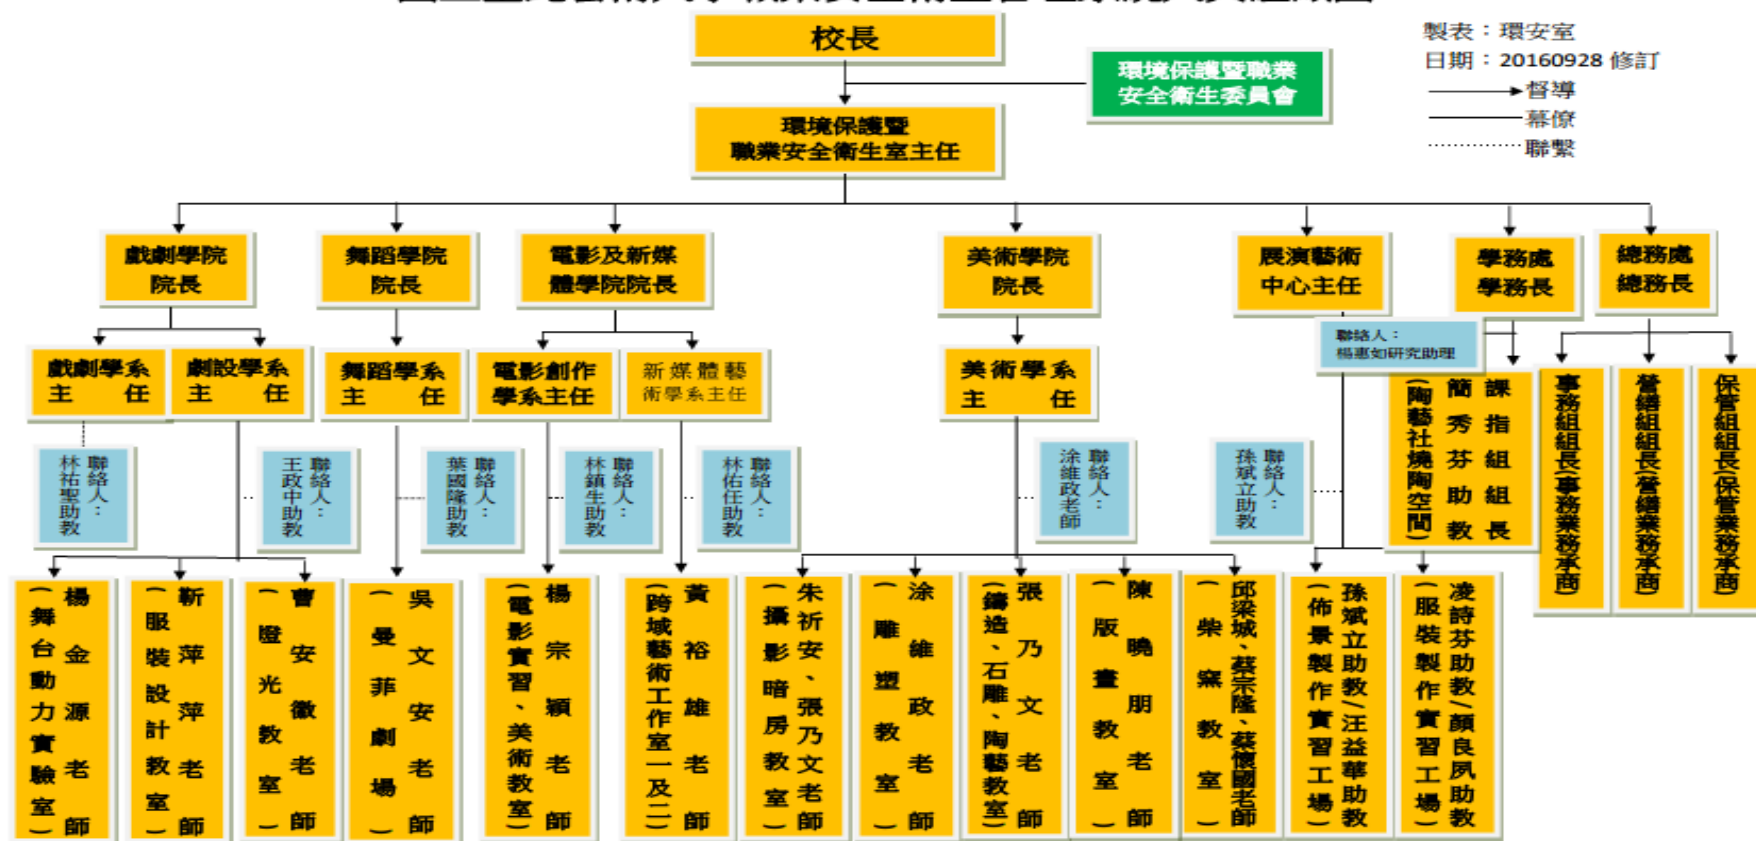 校長
製表：環安室
日期：20160928 修訂
督導
幕僚
聯繫
環境保護暨職業
安全衛生委員會
環境保護暨
職業安全衛生室主任
戲劇學院
院長
舞蹈學院
院長
電影及新媒
體學院院長
美術學院
院長
展演藝術
中心主任
學務處
學務長
總務處
總務長
聯絡人：
楊惠如研究助理
戲劇學系
主任
劇設學系
主任
舞蹈學系
主任
電影創作
學系主任
新媒體藝
術學系主任
美術學系
主任
課指組組長
簡秀芬助教
(陶藝社燒陶空間)
事務組組長(事務業務承商)
營繕組組長(營繕業務承商)
保管組組長(保管業務承商)
聯絡人：
林祐聖助教
聯絡人：
王政中助教
聯絡人：
葉國隆助教
聯絡人：
林鎮生助教
聯絡人：
林佑任助教
聯絡人：
涂維政老師
聯絡人：
孫斌立助教
楊金源老師
(舞台動力實驗室)
靳萍萍老師
(服裝設計教室)
曹安徽老師
(燈光教室)
吳文安老師
(曼菲劇場)
楊宗穎老師
(電影實習、美術教室)
黃裕雄老師
(跨域藝術工作室一及二)
朱祈安、張乃文老師
(攝影暗房教室)
涂維政老師
(雕塑教室)
張乃文老師
(鑄造、石雕、陶藝教室)
陳曉朋老師
(版畫教室)
邱梁城、蔡宗隆、蔡懷國老師
(柴窯教室)
孫斌立助教/汪益華助教
(佈景製作實習工場)
凌詩芬助教/顏良夙助教
(服裝製作實習工場)